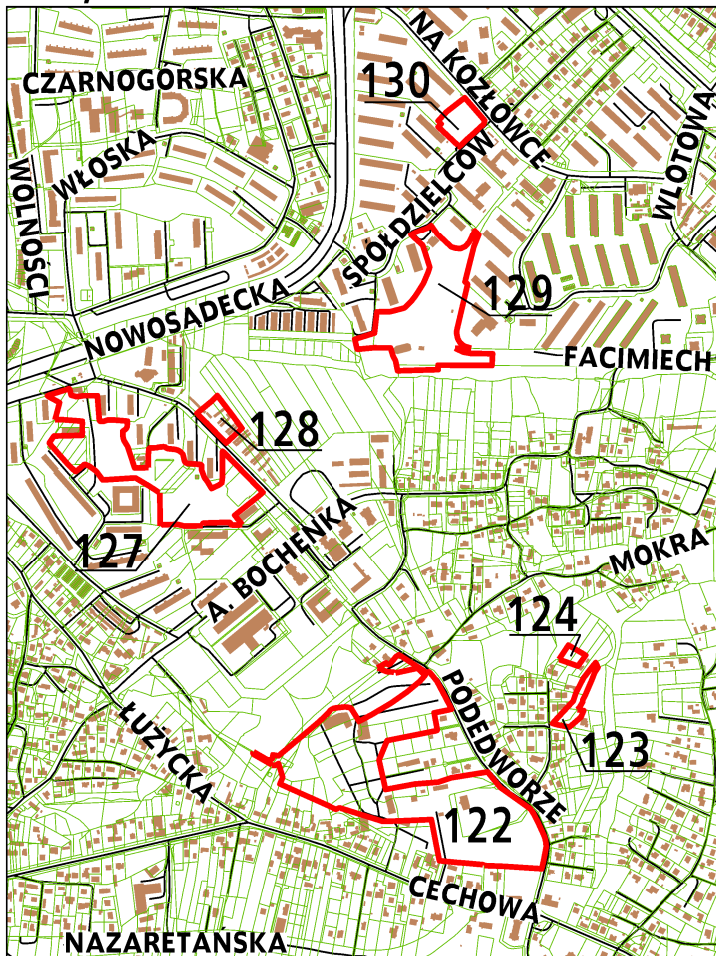 NA KOZŁÓWCE
CZARNOGÓRSKA
130
WŁOSKA
WLOTOWA
WOLNOŚCI
SPÓŁDZIELCÓW
129
NOWOSĄDECKA
FACIMIECH
128
127
A. BOCHENKA
MOKRA
124
PODEDWORZE
123
ŁUŻYCKA
122
CECHOWA
NAZARETAŃSKA